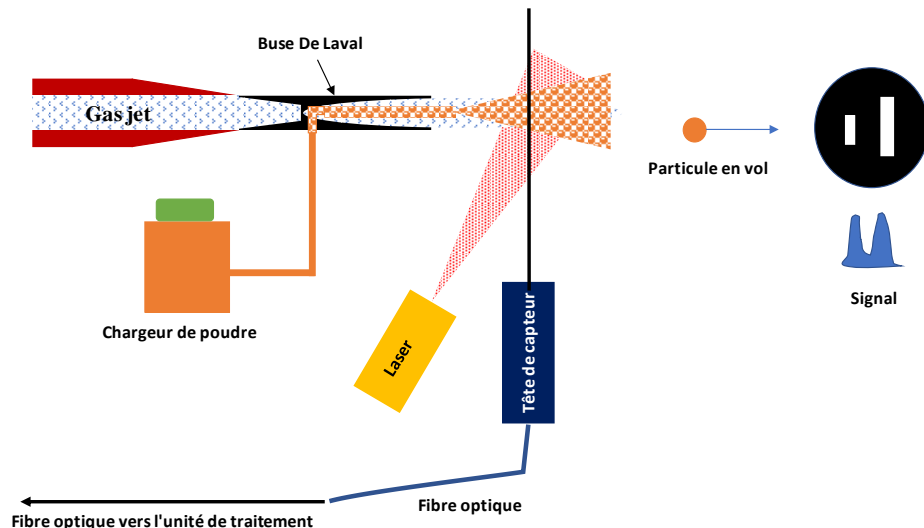 Buse De Laval
Gas jet
Particule en vol
Signal
Chargeur de poudre
Laser
Tête de capteur
Fibre optique
Fibre optique vers l'unité de traitement